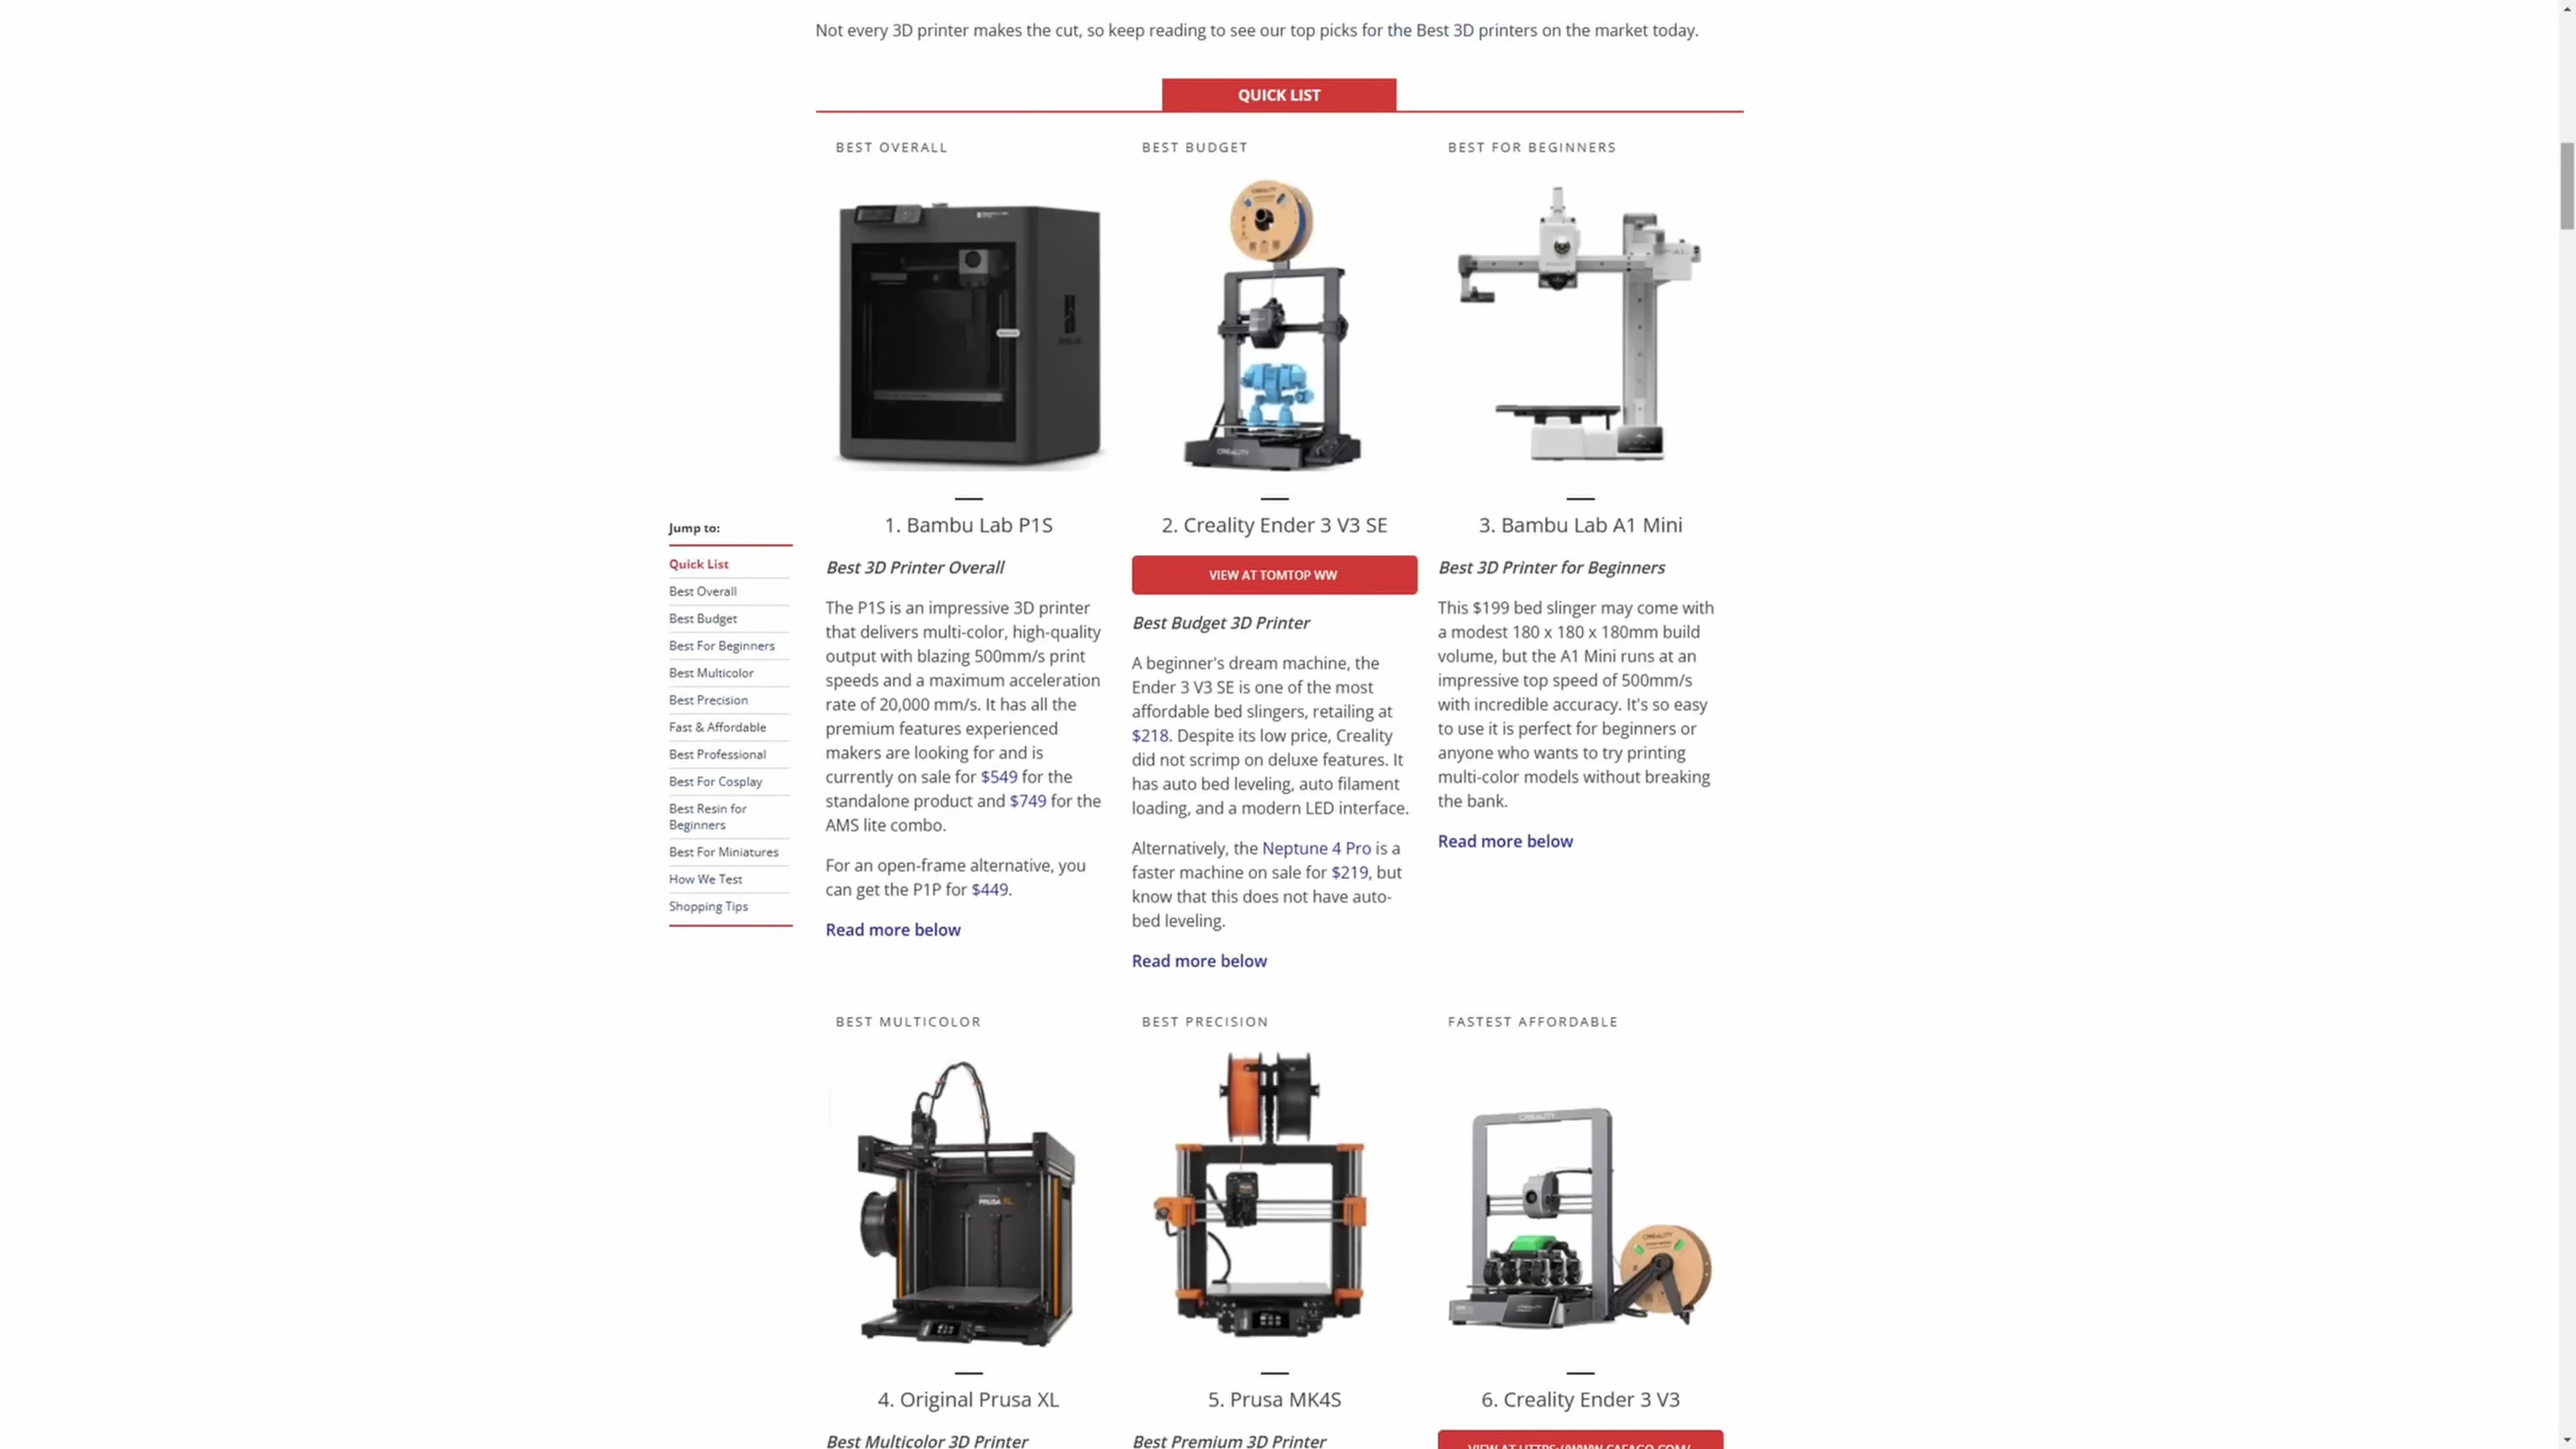 Not every 3D printer makes the cut, so keep reading to see our top picks for the Best 3D printers on the market today.
QUICK LIST
BEST OVERALL
BEST BUDGET
BEST FOR BEGINNERS
CREALITY
CREALITY
A1
Jump to:
Quick List
Best Overall
Best Budget
Best For Beginners
Best Multicolor
Best Precision
Fast & Affordable
Best Professional
Best For Cosplay
Best Resin for
Beginners
Best For Miniatures
How We Test
Shopping Tips
1. Bambu Lab P1S
Best 3D Printer Overall
The P1S is an impressive 3D printer
that delivers multi-color, high-quality
output with blazing 500mm/s print
speeds and a maximum acceleration
rate of 20,000 mm/s. It has all the
premium features experienced
makers are looking for and is
currently on sale for $549 for the
standalone product and $749 for the
AMS lite combo.
For an open-frame alternative, you
can get the P1P for $449.
Read more below
2. Creality Ender 3 V3 SE
VIEW AT TOMTOP WW
Best Budget 3D Printer
A beginner's dream machine, the
Ender 3 V3 SE is one of the most
affordable bed slingers, retailing at
$218. Despite its low price, Creality
did not scrimp on deluxe features. It
has auto bed leveling, auto filament
loading, and a modern LED interface.
Alternatively, the Neptune 4 Pro is a
faster machine on sale for $219, but
know that this does not have auto-
bed leveling.
Read more below
3. Bambu Lab A1 Mini
Best 3D Printer for Beginners
This $199 bed slinger may come with
a modest 180 x 180 x 180mm build
volume, but the A1 Mini runs at an
impressive top speed of 500mm/s
with incredible accuracy. It's so easy
to use it is perfect for beginners or
anyone who wants to try printing
multi-color models without breaking
the bank.
Read more below
BEST MULTICOLOR
BEST PRECISION
FASTEST AFFORDABLE
PRUSA XL
CREALITY
CREALITY
CREALITY
4. Original Prusa XL
Best Multicolor 3D Printer
5. Prusa MK4S
Best Premium 3D Printer
6. Creality Ender 3 V3
VIEW AT HTTPS://WWW.CAFAGO.COM/